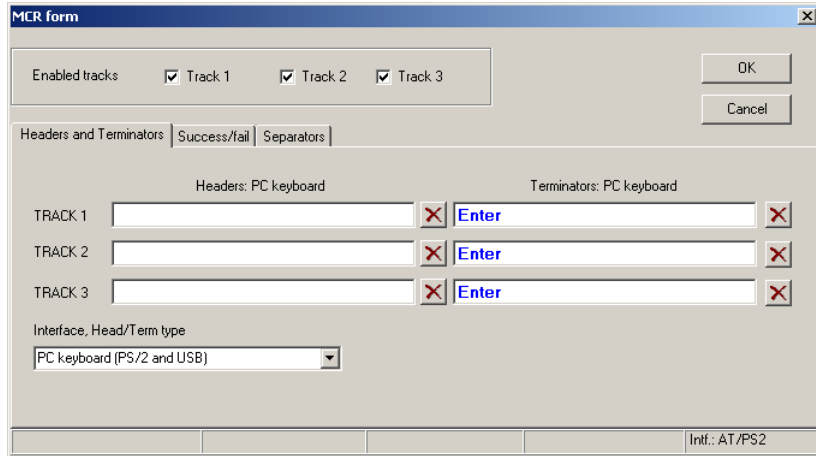 MCR form
Enabled tracks Track 1 Track 2 Track 3
OK
Cancel
Headers and Terminators Success/fail Separators
Headers: PC keyboard Terminators: PC keyboard
TRACK 1 Enter
TRACK 2 Enter
TRACK 3 Enter
Interface, Head/Term type
PC keyboard (PS/2 and USB)
Intf.: AT/PS2